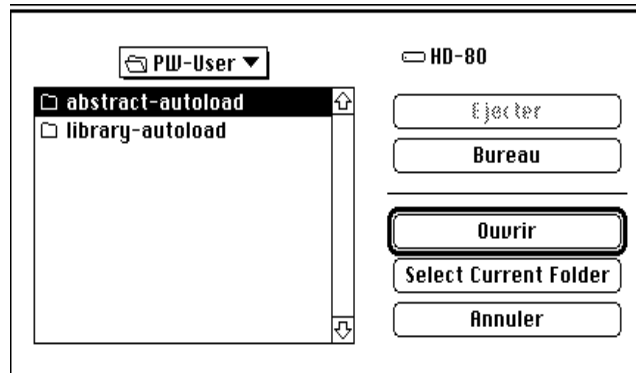 PW-User
HD-80
abstract-autoload
library-autoload
Ejecter
Bureau
Ouvrir
Select Current Folder
Annuler